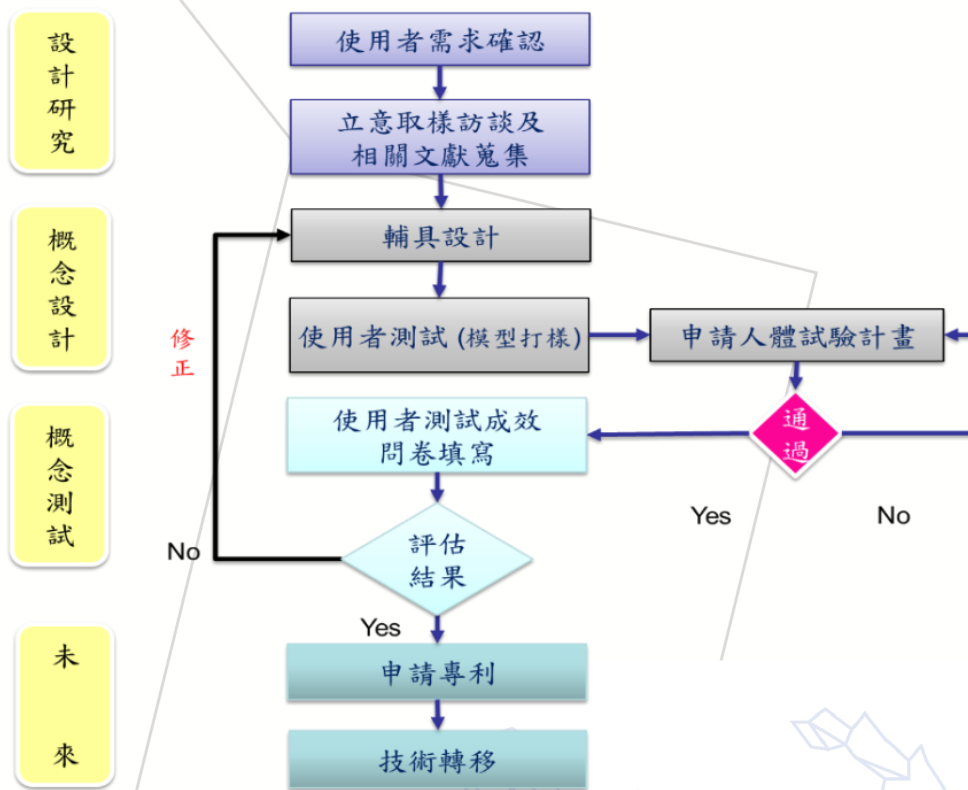 設計研究
使用者需求確認
立意取樣訪談及
相關文獻蒐集
概念設計
輔具設計
修正
使用者測試(模型打樣)
申請人體試驗計畫
通過
Yes
No
概念測試
使用者測試成效
問卷填寫
評估
結果
No
Yes
未來
申請專利
技術轉移